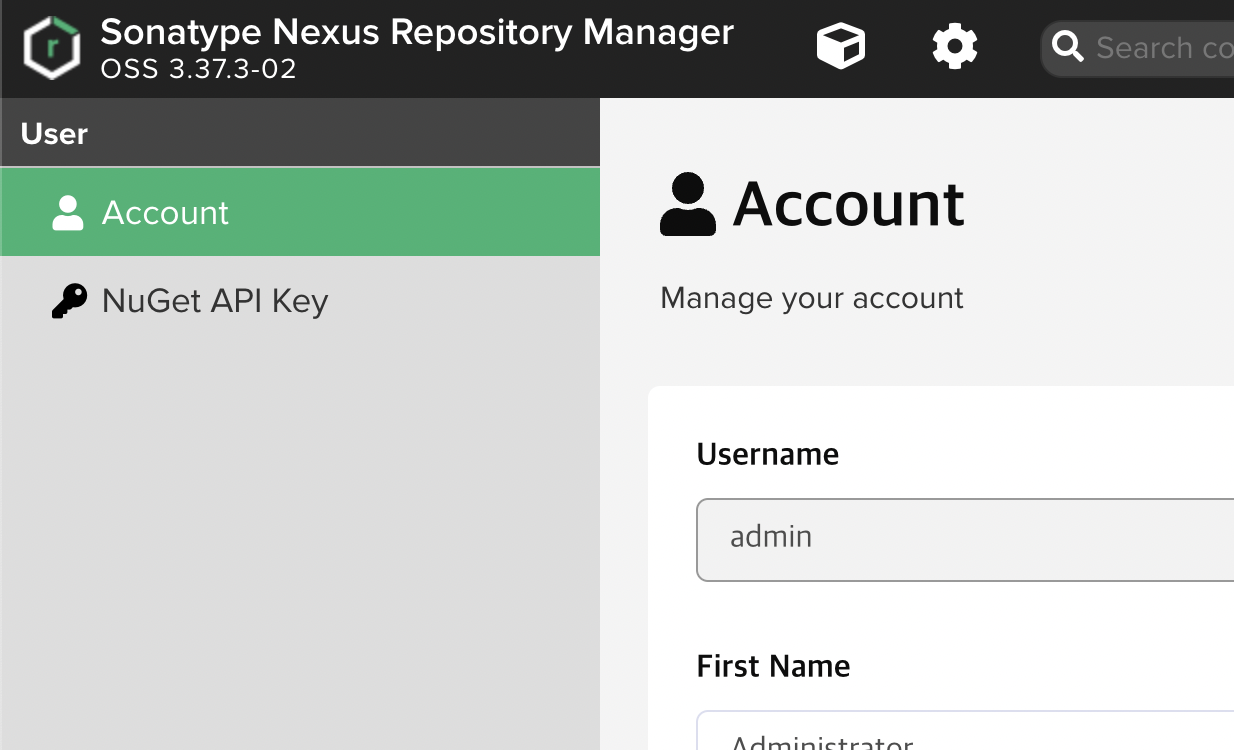 Sonatype Nexus Repository Manager
OSS 3.37.3-02
Search co
User
Account
NuGet API Key
Account
Manage your account
Username
admin
First Name
Administrator